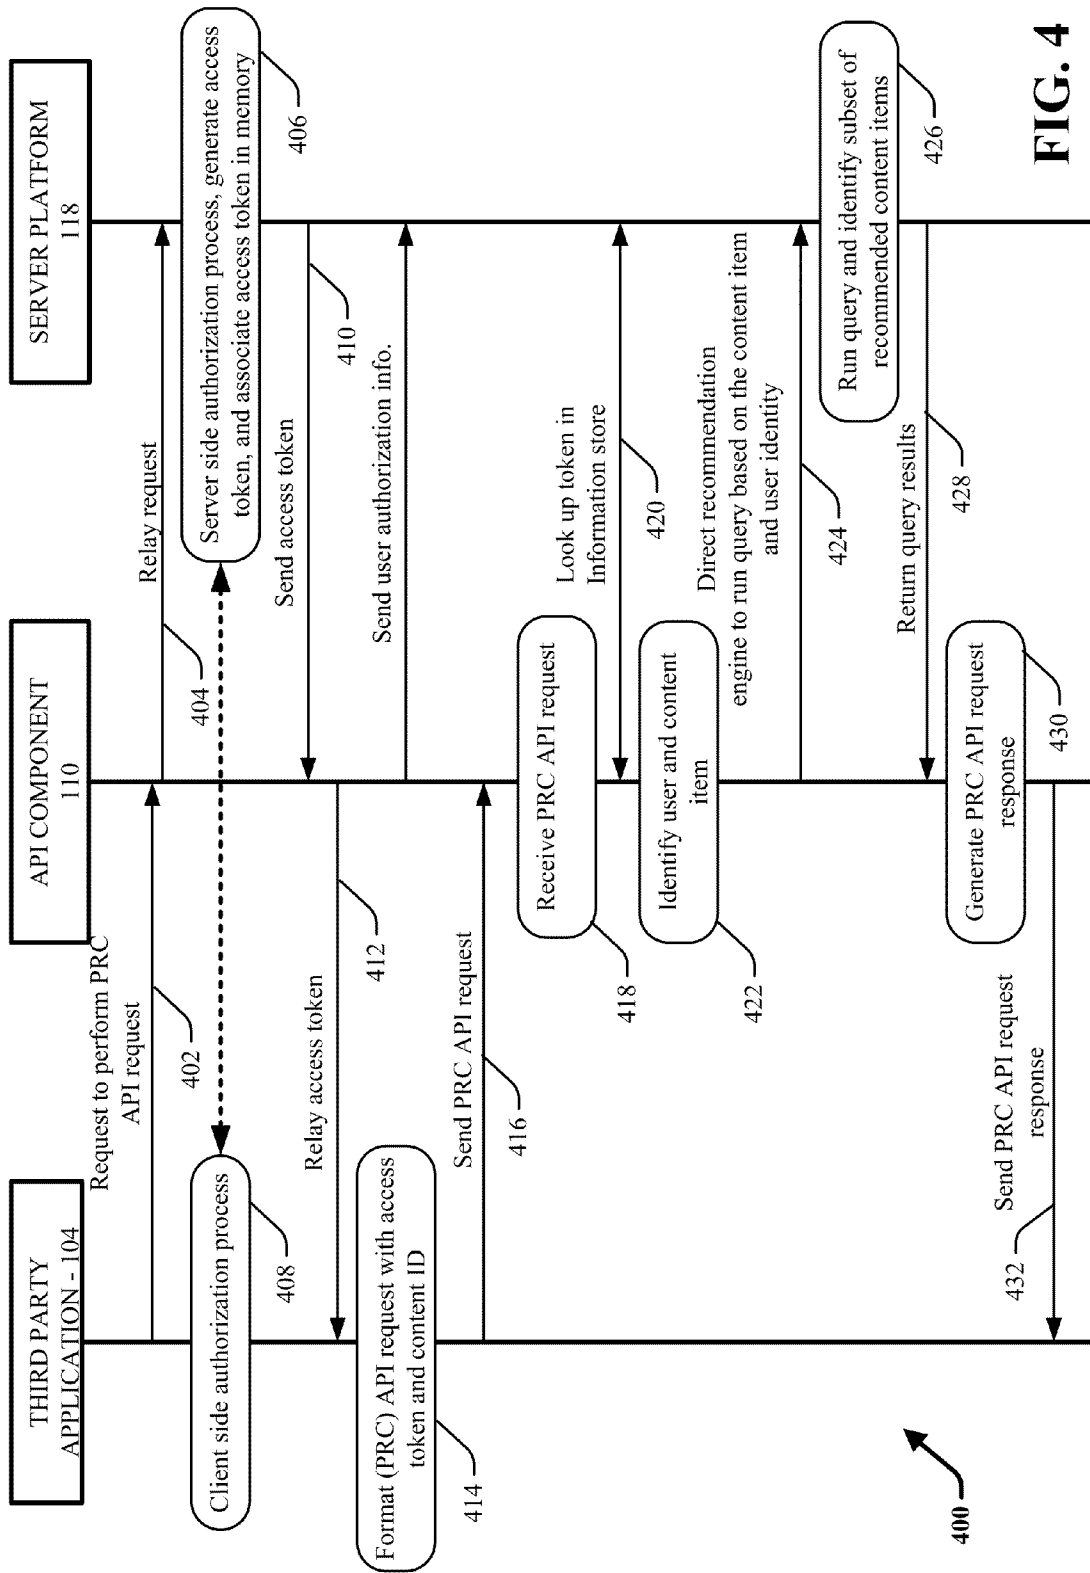 THIRD PARTY
APPLICATION - 104
API COMPONENT
110
SERVER PLATFORM
118
Request to perform PRC
API request
402
Relay request
404
Client side authorization process
408
Server side authorization process, generate access
token, and associate access token in memory
406
Send access token
410
Relay access token
412
Send user authorization info.
Format (PRC) API request with access
token and content ID
414
Send PRC API request
416
Receive PRC API request
418
Look up token in
Information store
420
Identify user and content
item
422
Direct recommendation
engine to run query based on the content item
and user identity
424
Run query and identify subset of
recommended content items
426
Return query results
428
Generate PRC API request
response
430
Send PRC API request
response
432
400
FIG. 4